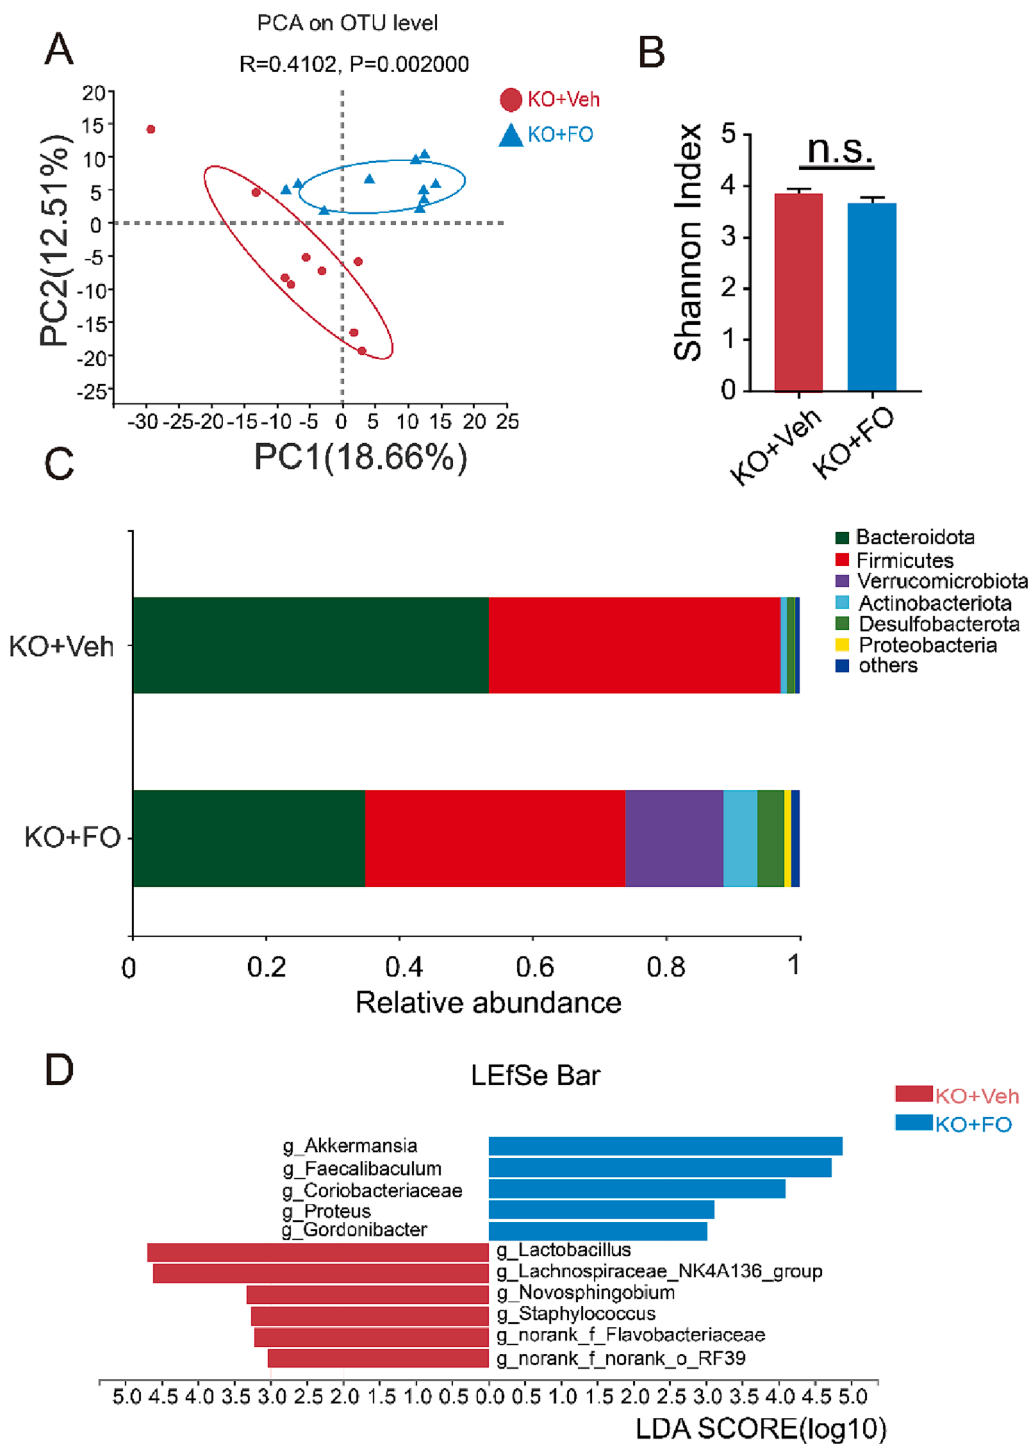 A
PCA on OTU level
R=0.4102, P=0.002000
KO+Veh
KO+FO
PC2(12.51%)
20
15
10
5
0
-5
-10
-15
-20
-25
-30 -25 -20 -15 -10 -5 0 5 10 15 20 25
PC1(18.66%)
B
n.s.
Shannon Index
5
4
3
2
1
0
KO+Veh
KO+FO
C
Bacteroidota
Firmicutes
Verrucomicrobiota
Actinobacteriota
Desulfobacterota
Proteobacteria
others
KO+Veh
KO+FO
0 0.2 0.4 0.6 0.8 1
Relative abundance
D
LEfSe Bar
KO+Veh
KO+FO
g_Akkermansia
g_Faecalibaculum
g_Coriobacteriaceae
g_Proteus
g_Gordonibacter
g_Lactobacillus
g_Lachnospiraceae_NK4A136_group
g_Novosphingobium
g_Staphylococcus
g_norank_f_Flavobacteriaceae
g_norank_f_norank_o_RF39
5.0 4.5 4.0 3.5 3.0 2.5 2.0 1.5 1.0 0.5 0.0 0.5 1.0 1.5 2.0 2.5 3.0 3.5 4.0 4.5 5.0
LDA SCORE(log10)